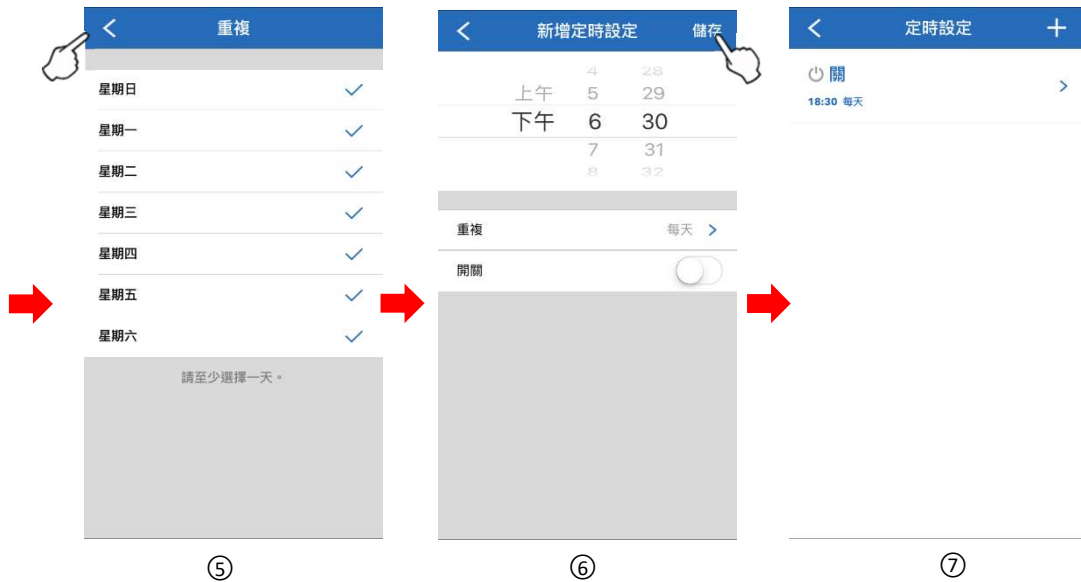 重複
星期日
星期一
星期二
星期三
星期四
星期五
星期六
請至少選擇一天。
⑤
新增定時設定 儲存
4 28
上午 5 29
下午 6 30
7 31
8 32
重複 每天
開關
⑥
定時設定
關
18:30 每天
⑦